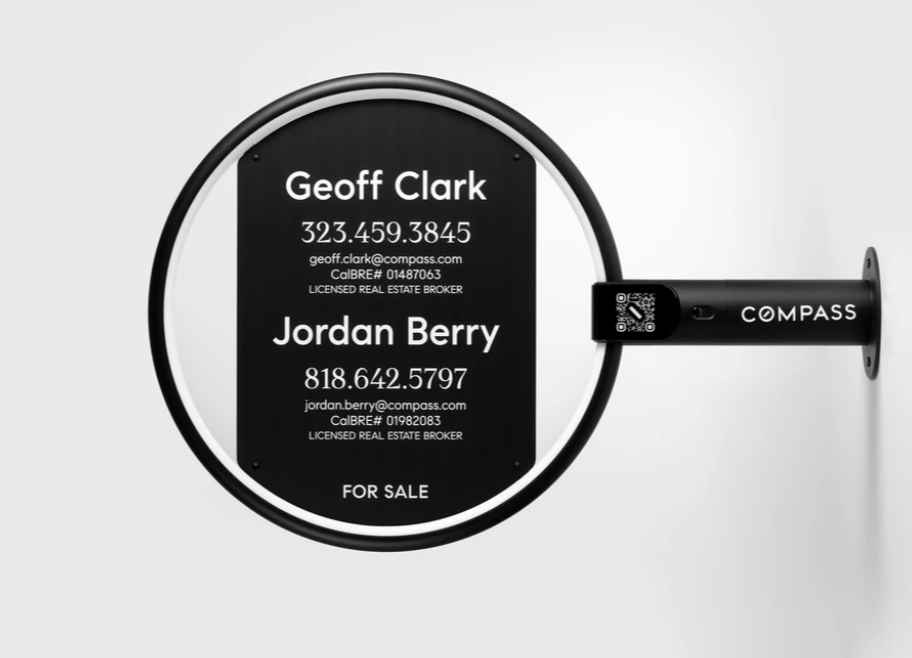 Geoff Clark
323.459.3845
geoff.clark@compass.com
CalBRE# 01487063
LICENSED REAL ESTATE BROKER
Jordan Berry
818.642.5797
jordan.berry@compass.com
CalBRE# 01982083
LICENSED REAL ESTATE BROKER
FOR SALE
COMPASS